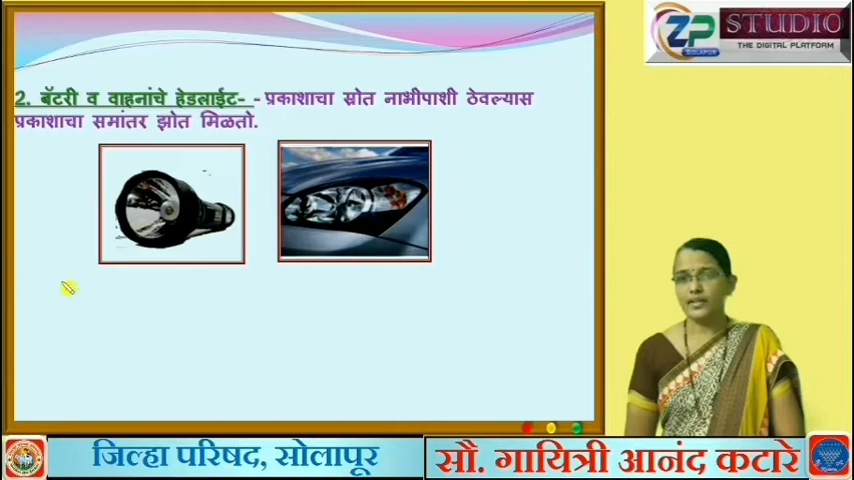 ZP STUDIO
SOLAPUR
THE DIGITAL PLATFORM
2. बॅटरी व वाहनांचे हेडलाईट- - प्रकाशाचा स्रोत नाभीपाशी ठेवल्यास
प्रकाशाचा समांतर झोत मिळतो.
जिल्हा परिषद, सोलापूर
सौ. गायित्री आनंद कटारे